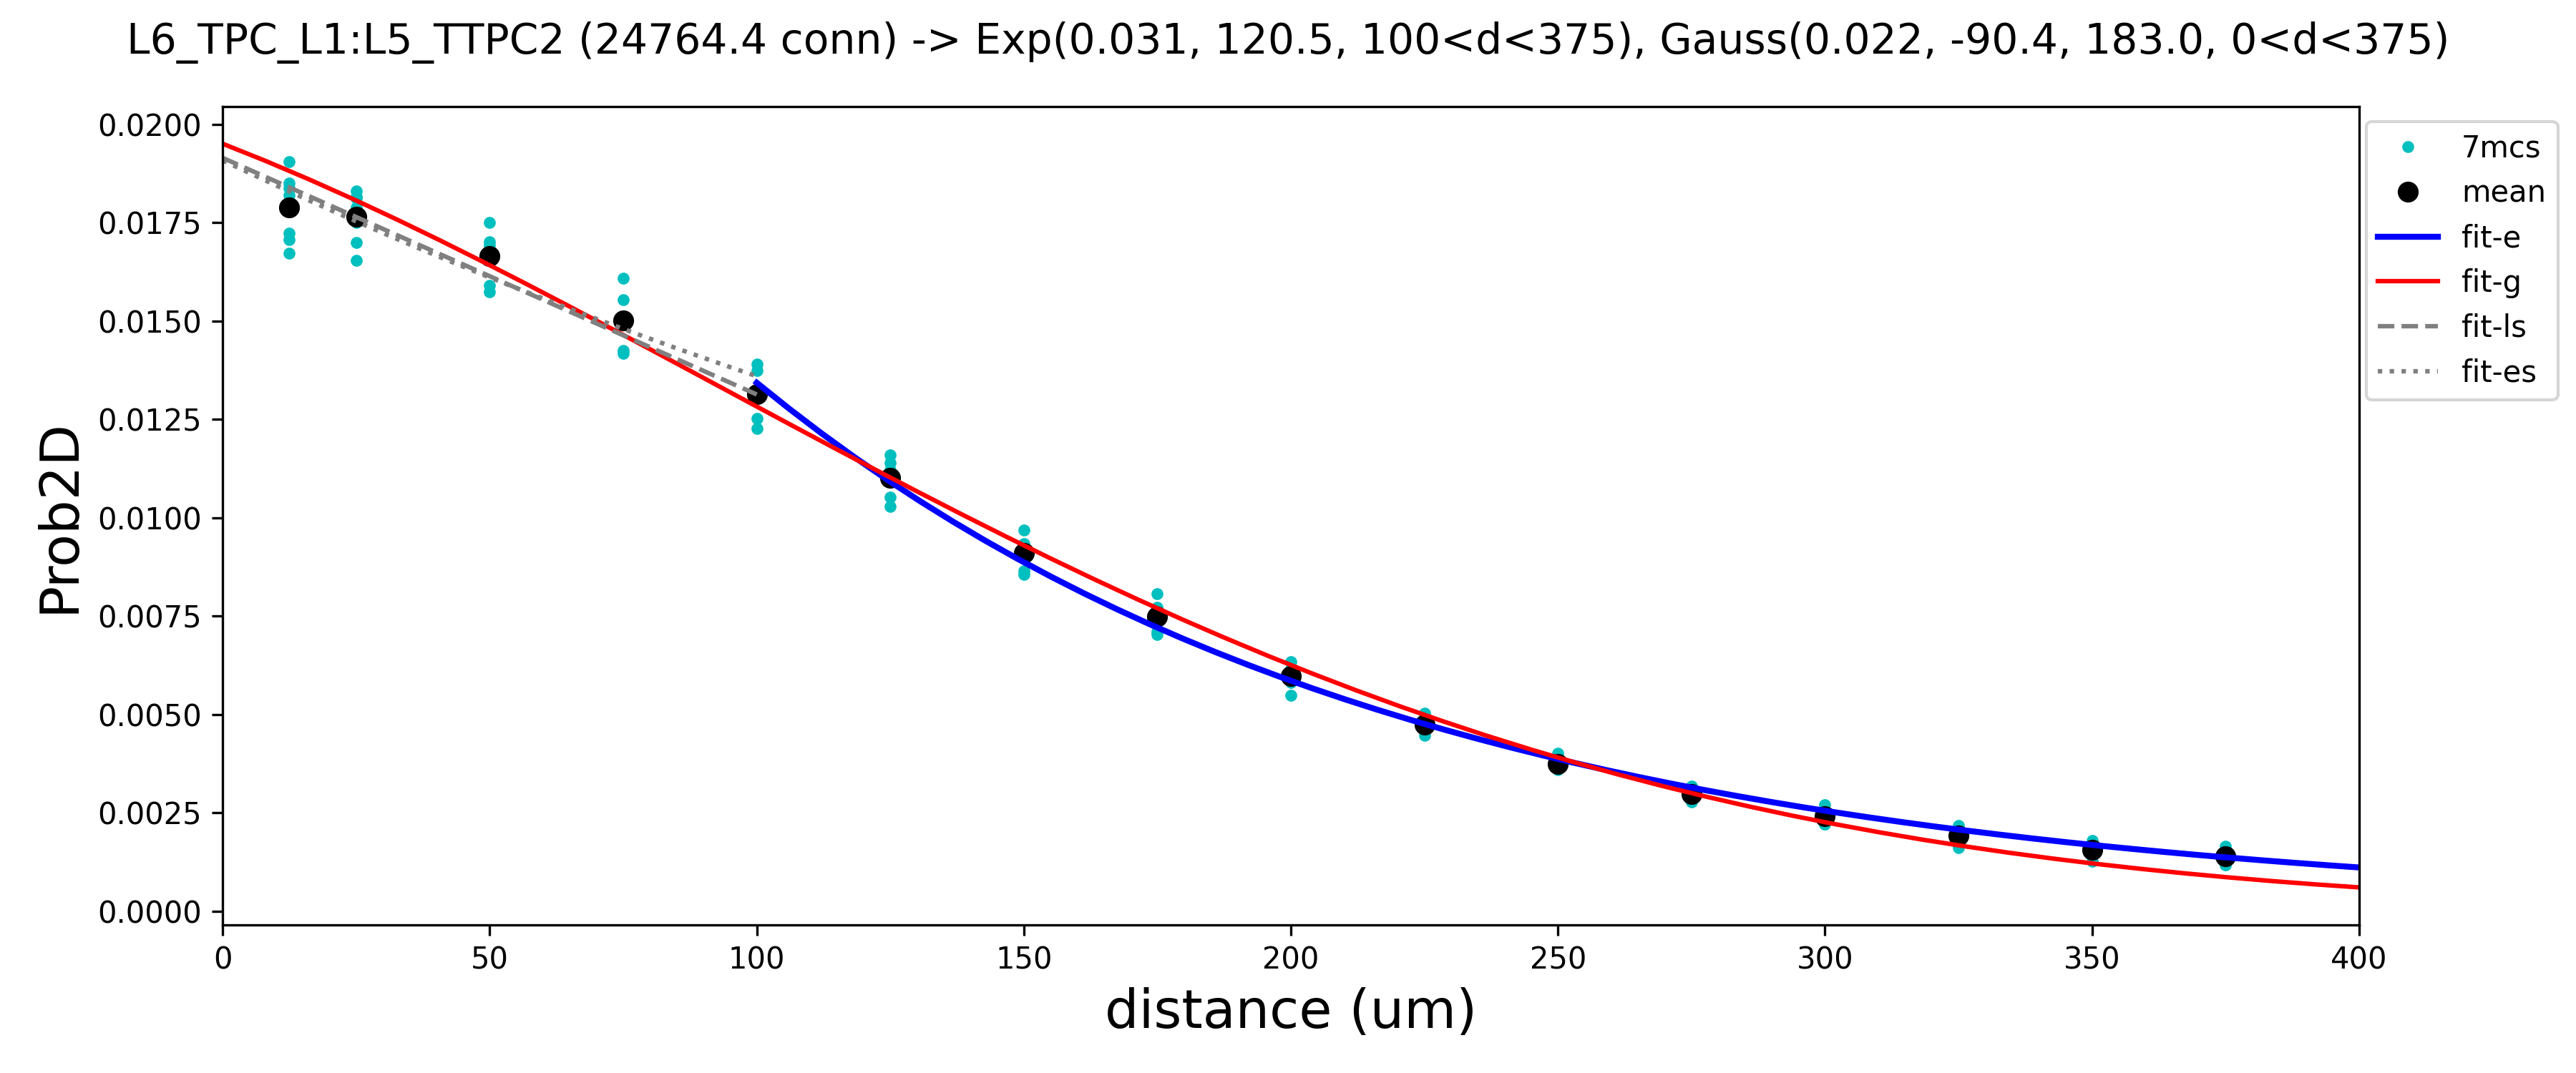 L6_TPC_L1:L5_TTPC2 (24764.4 conn) -> Exp(0.031, 120.5, 100<d<375), Gauss(0.022, -90.4, 183.0, 0<d<375)
0.0200
0.0175
0.0150
0.0125
0.0100
0.0075
0.0050
0.0025
0.0000
Prob2D
0 50 100 150 200 250 300 350 400
distance (um)
7mcs
mean
fit-e
fit-g
fit-ls
fit-es